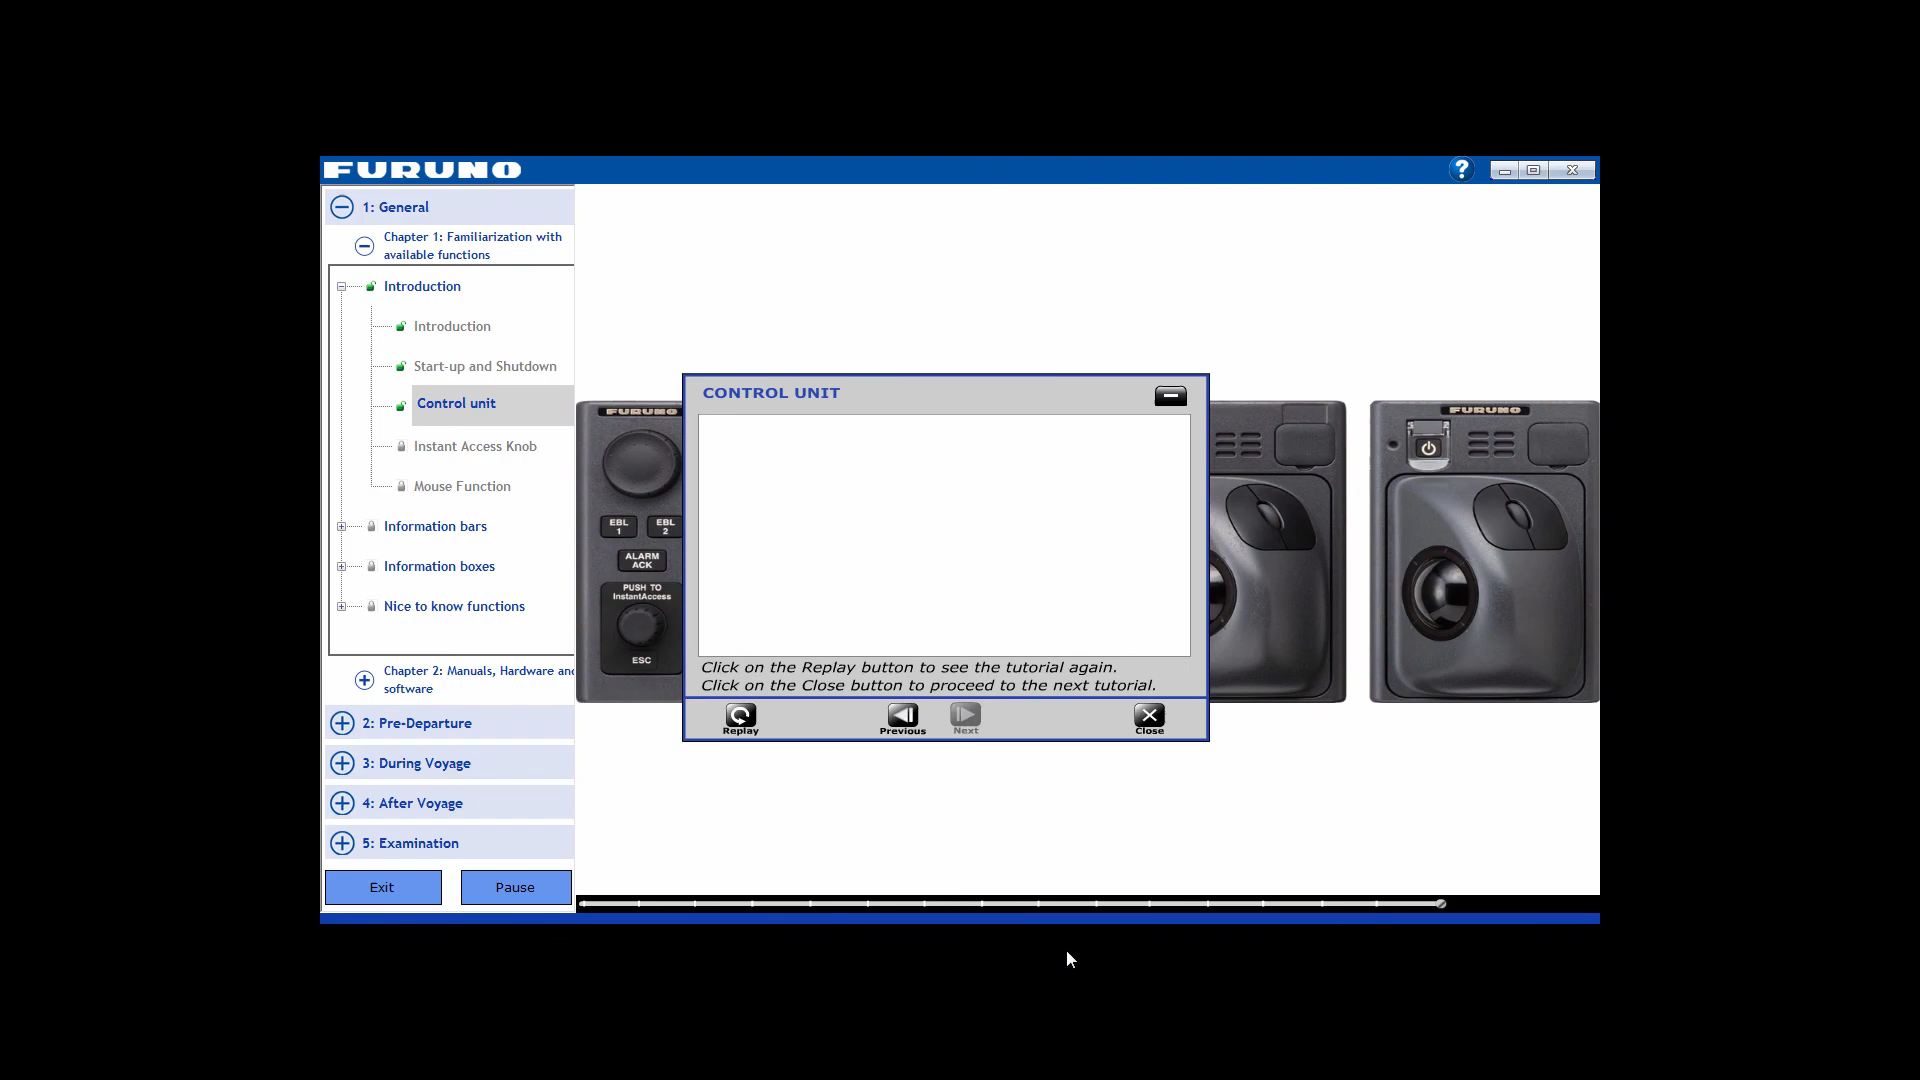 FURUNO
?
1: General
Chapter 1: Familiarization with
available functions
Introduction
Introduction
Start-up and Shutdown
Control unit
Instant Access Knob
Mouse Function
Information bars
Information boxes
Nice to know functions
Chapter 2: Manuals, Hardware and
software
2: Pre-Departure
3: During Voyage
4: After Voyage
5: Examination
Exit
Pause
FURUNO
EBL
1
EBL
2
ALARM
ACK
PUSH TO
InstantAccess
ESC
CONTROL UNIT
Click on the Replay button to see the tutorial again.
Click on the Close button to proceed to the next tutorial.
Replay
Previous
Next
Close
FURUNO